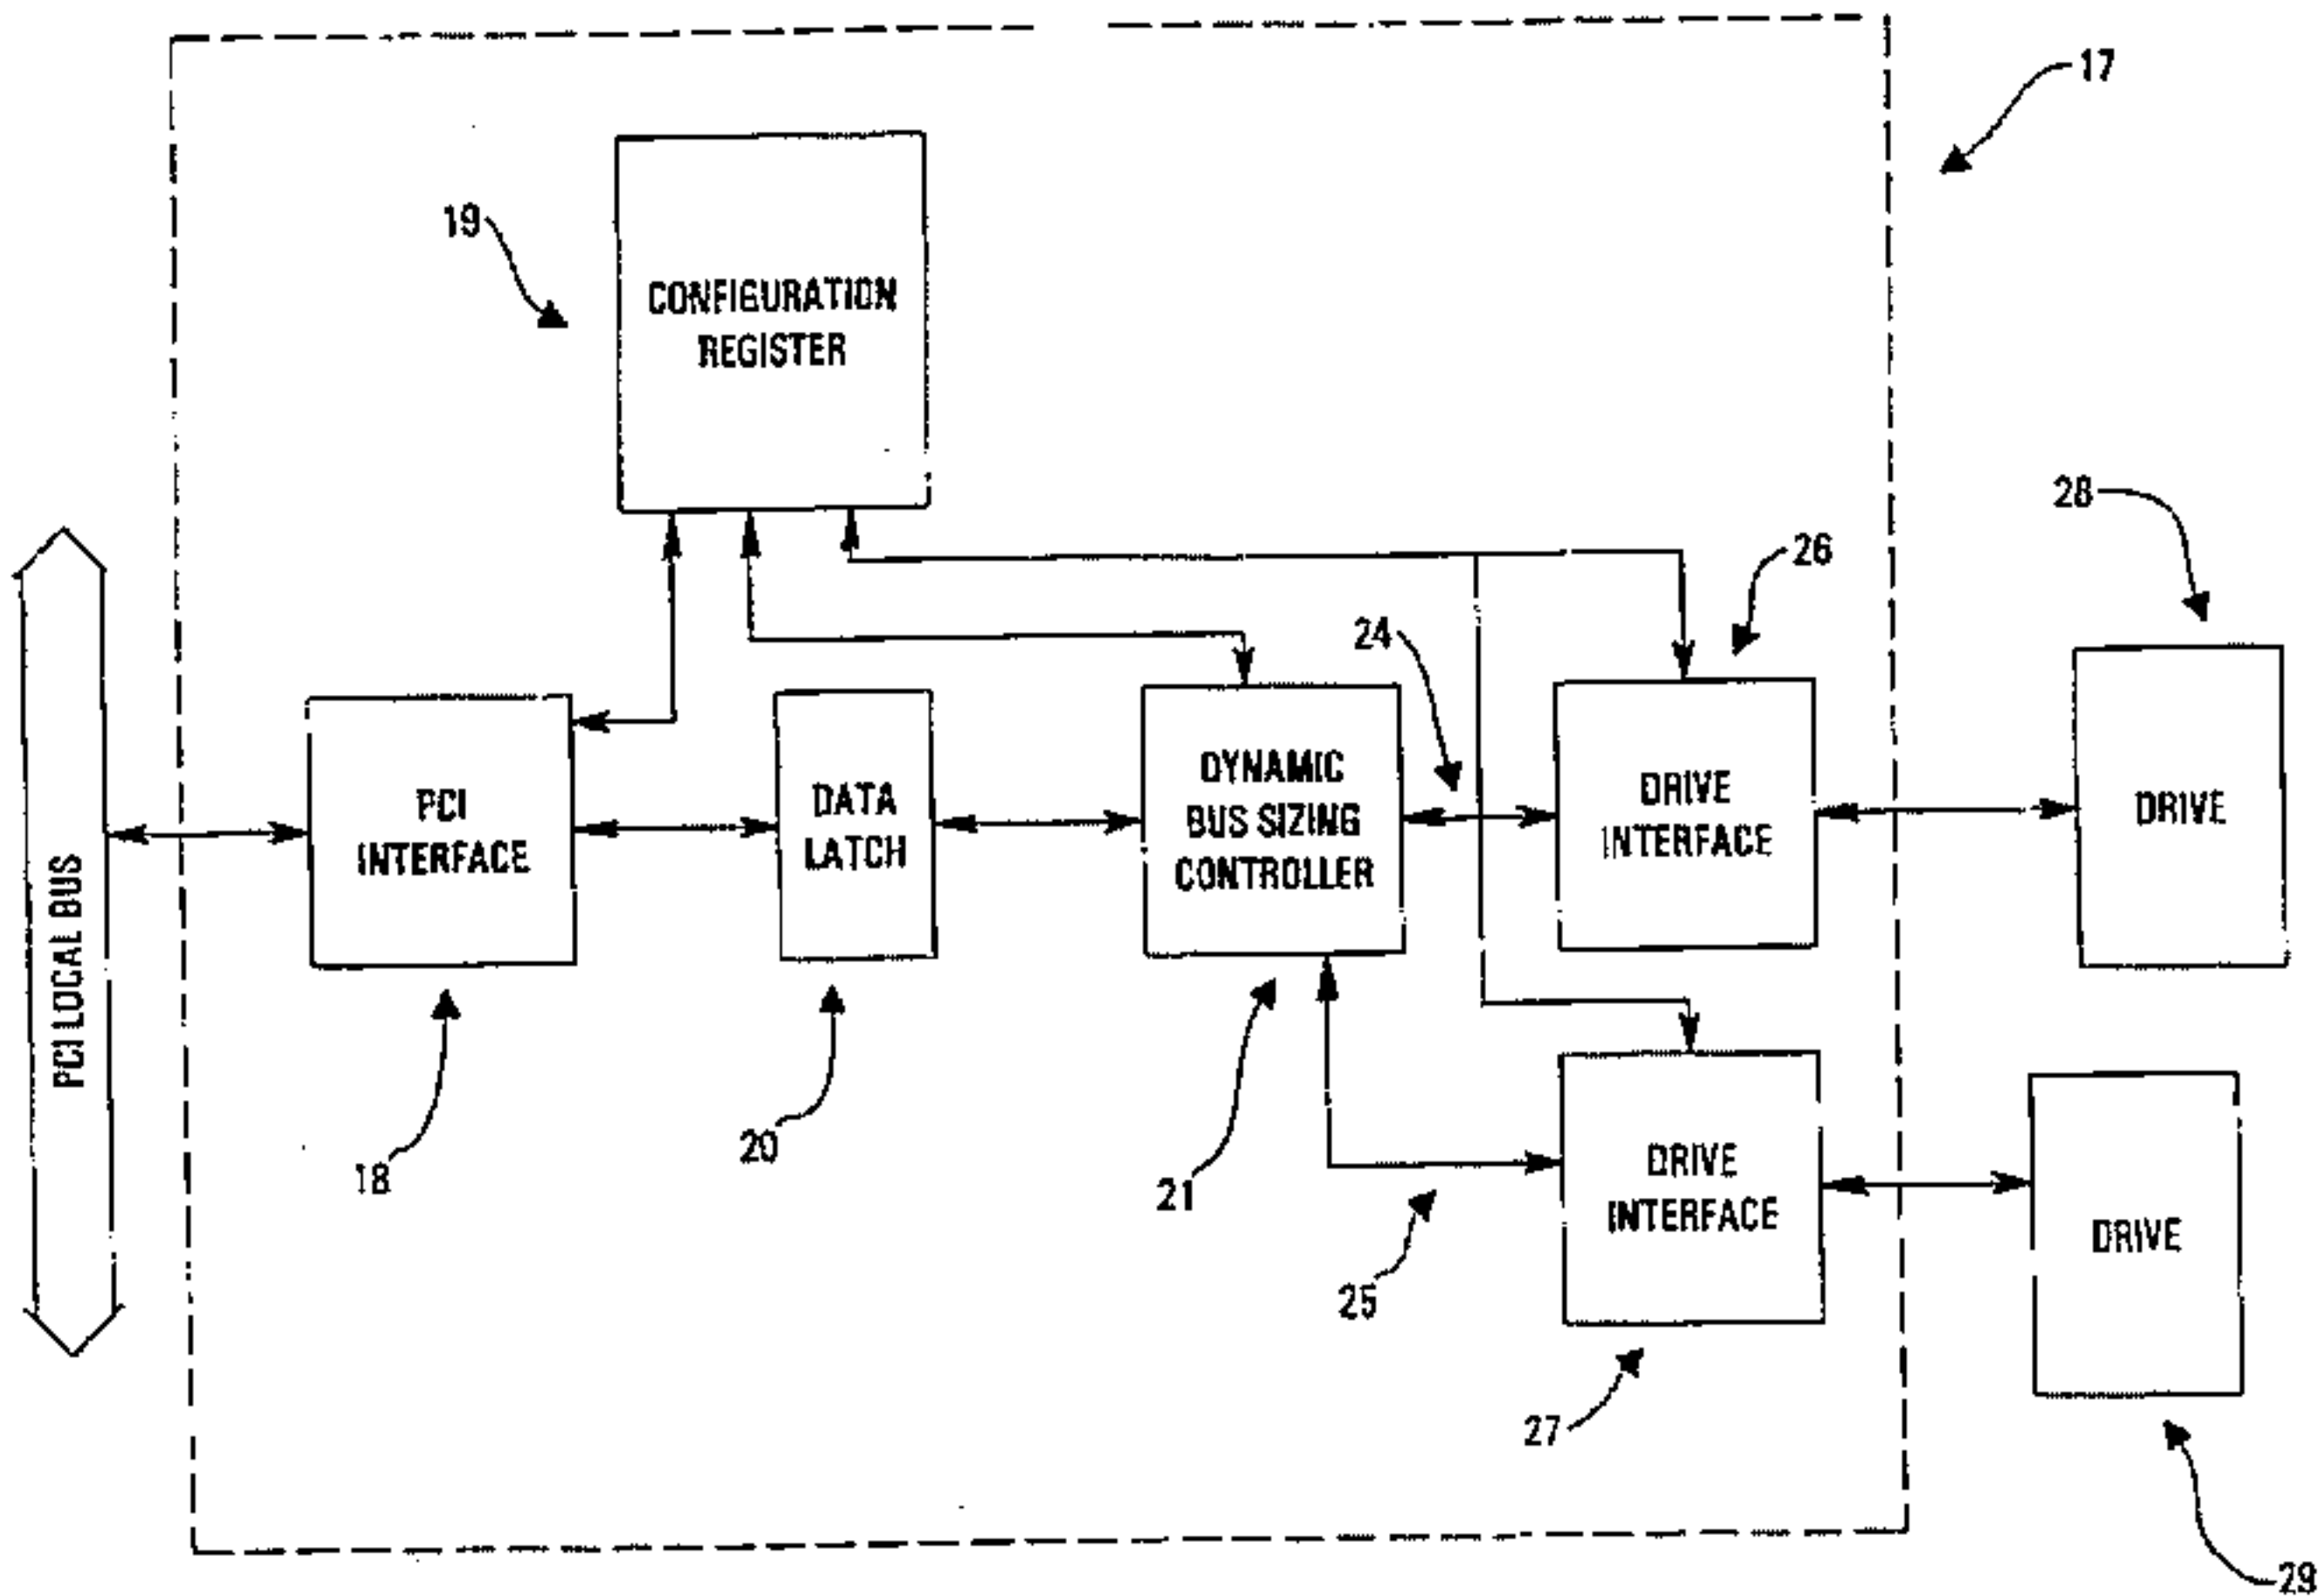 17
19
CONFIGURATION
REGISTER
28
26
24
PCI LOCAL BUS
PCI
INTERFACE
DATA
LATCH
DYNAMIC
BUS SIZING
CONTROLLER
DRIVE
INTERFACE
DRIVE
18
20
21
25
DRIVE
INTERFACE
DRIVE
27
29